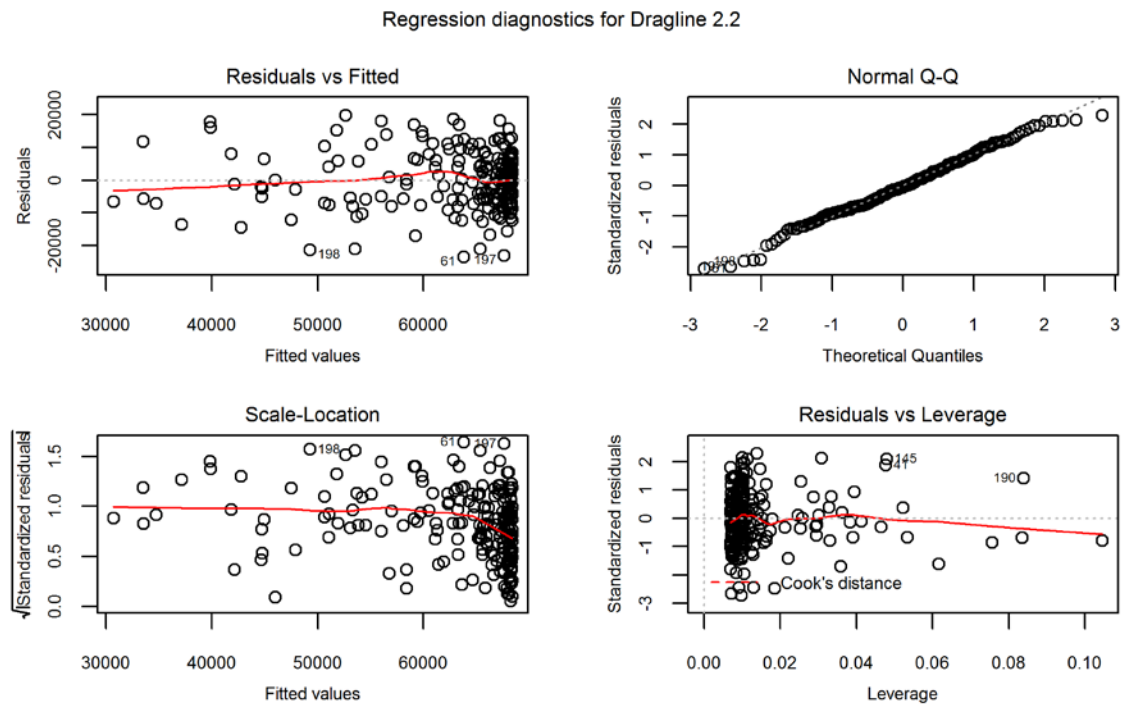 Regression diagnostics for Dragline 2.2
Residuals vs Fitted
Residuals
20000
0
-20000
198
61
197
30000 40000 50000 60000
Fitted values
Normal Q-Q
Standardized residuals
2
1
0
-1
-2
-3 -2 -1 0 1 2 3
Theoretical Quantiles
Scale-Location
√|Standardized residuals|
1.5
1.0
0.5
0.0
198
61
197
30000 40000 50000 60000
Fitted values
Residuals vs Leverage
Standardized residuals
2
1
0
-1
-3
145
190
Cook's distance
0.00 0.02 0.04 0.06 0.08 0.10
Leverage